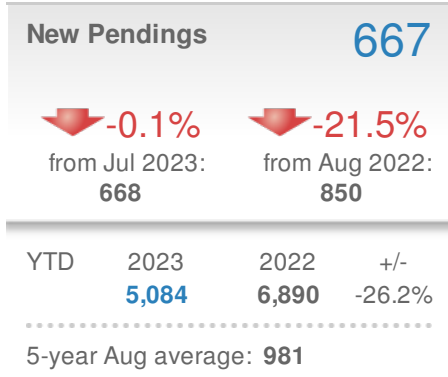 New Pendings 667
-0.1% -21.5%
from Jul 2023: from Aug 2022:
668 850
YTD 2023 2022 +/-
5,084 6,890 -26.2%
5-year Aug average: 981